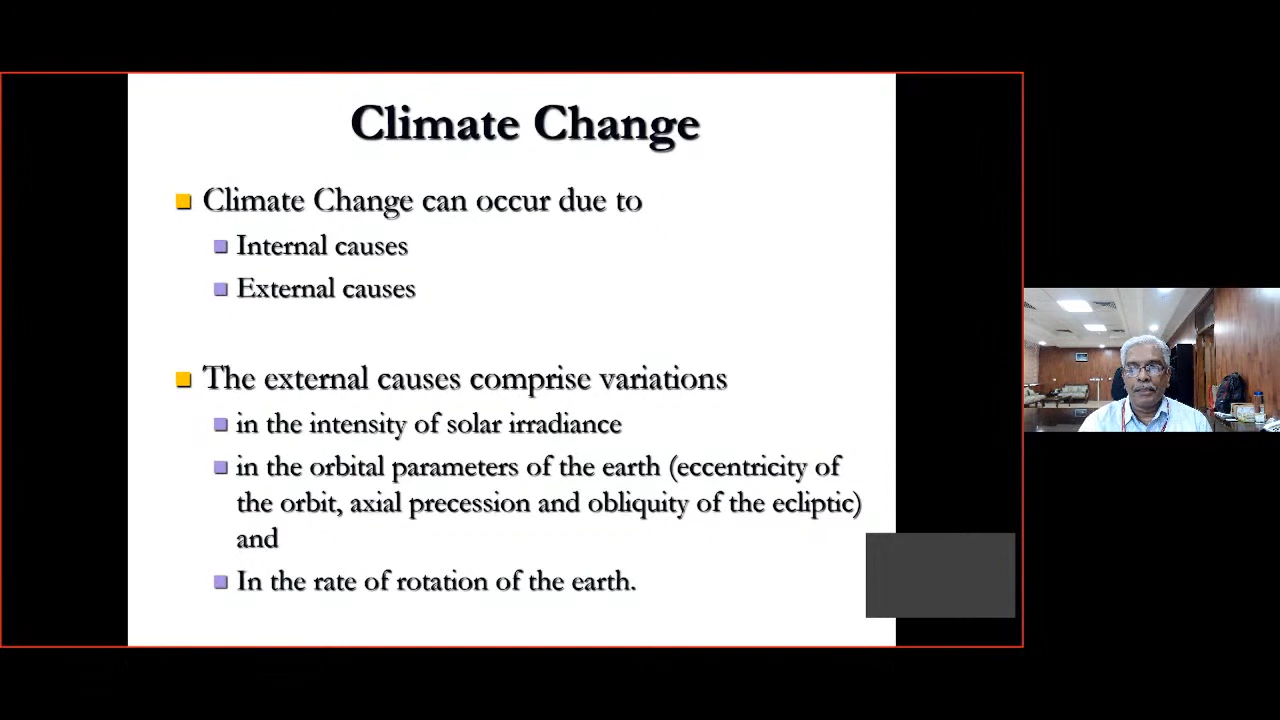 Climate Change
Climate Change can occur due to
Internal causes
External causes
The external causes comprise variations
in the intensity of solar irradiance
in the orbital parameters of the earth (eccentricity of
the orbit, axial precession and obliquity of the ecliptic)
and
In the rate of rotation of the earth.